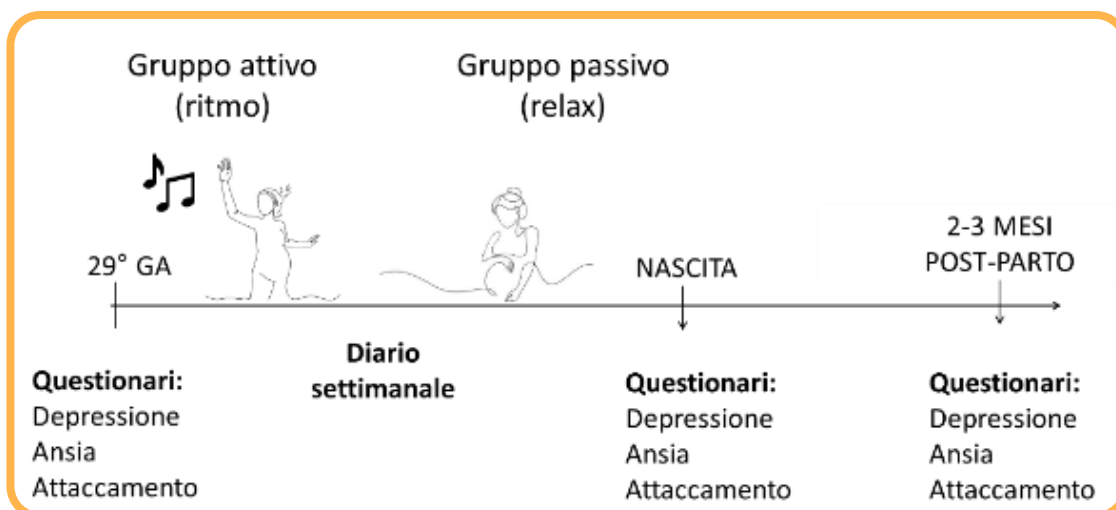 Gruppo attivo
(ritmo)
Gruppo passivo
(relax)
29° GA
NASCITA
2-3 MESI
POST-PARTO
Diario
settimanale
Questionari:
Depressione
Ansia
Attaccamento
Questionari:
Depressione
Ansia
Attaccamento
Questionari:
Depressione
Ansia
Attaccamento